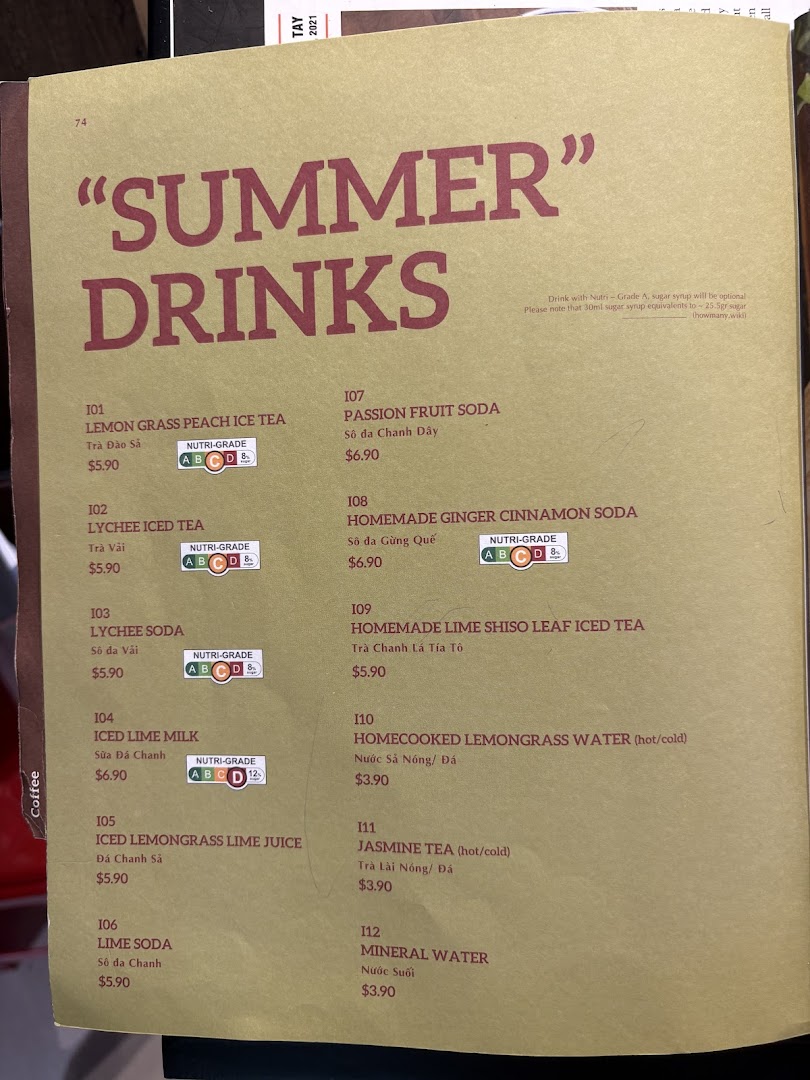 TAY
2021
74
“SUMMER”
DRINKS
Drink with Nutri – Grade A, sugar syrup will be optional
Please note that 30ml sugar syrup equivalents to ~ 25.5gr sugar
(howmany.wiki)
I01
LEMON GRASS PEACH ICE TEA
Trà Đào Sả
$5.90
NUTRI-GRADE
A B C D 8% sugar
I02
LYCHEE ICED TEA
Trà Vải
$5.90
NUTRI-GRADE
A B C D 8% sugar
I03
LYCHEE SODA
Sô đa Vải
$5.90
NUTRI-GRADE
A B C D 8% sugar
I04
ICED LIME MILK
Sữa Đá Chanh
$6.90
NUTRI-GRADE
A B C D 12% sugar
I05
ICED LEMONGRASS LIME JUICE
Đá Chanh Sả
$5.90
I06
LIME SODA
Sô đa Chanh
$5.90
I07
PASSION FRUIT SODA
Sô đa Chanh Đây
$6.90
I08
HOMEMADE GINGER CINNAMON SODA
Sô đa Gừng Quế
$6.90
NUTRI-GRADE
A B C D 8% sugar
I09
HOMEMADE LIME SHISO LEAF ICED TEA
Trà Chanh Lá Tía Tô
$5.90
I10
HOMECOOKED LEMONGRASS WATER (hot/cold)
Nước Sả Nóng/ Đá
$3.90
I11
JASMINE TEA (hot/cold)
Trà Lài Nóng/ Đá
$3.90
I12
MINERAL WATER
Nước Suối
$3.90
Coffee